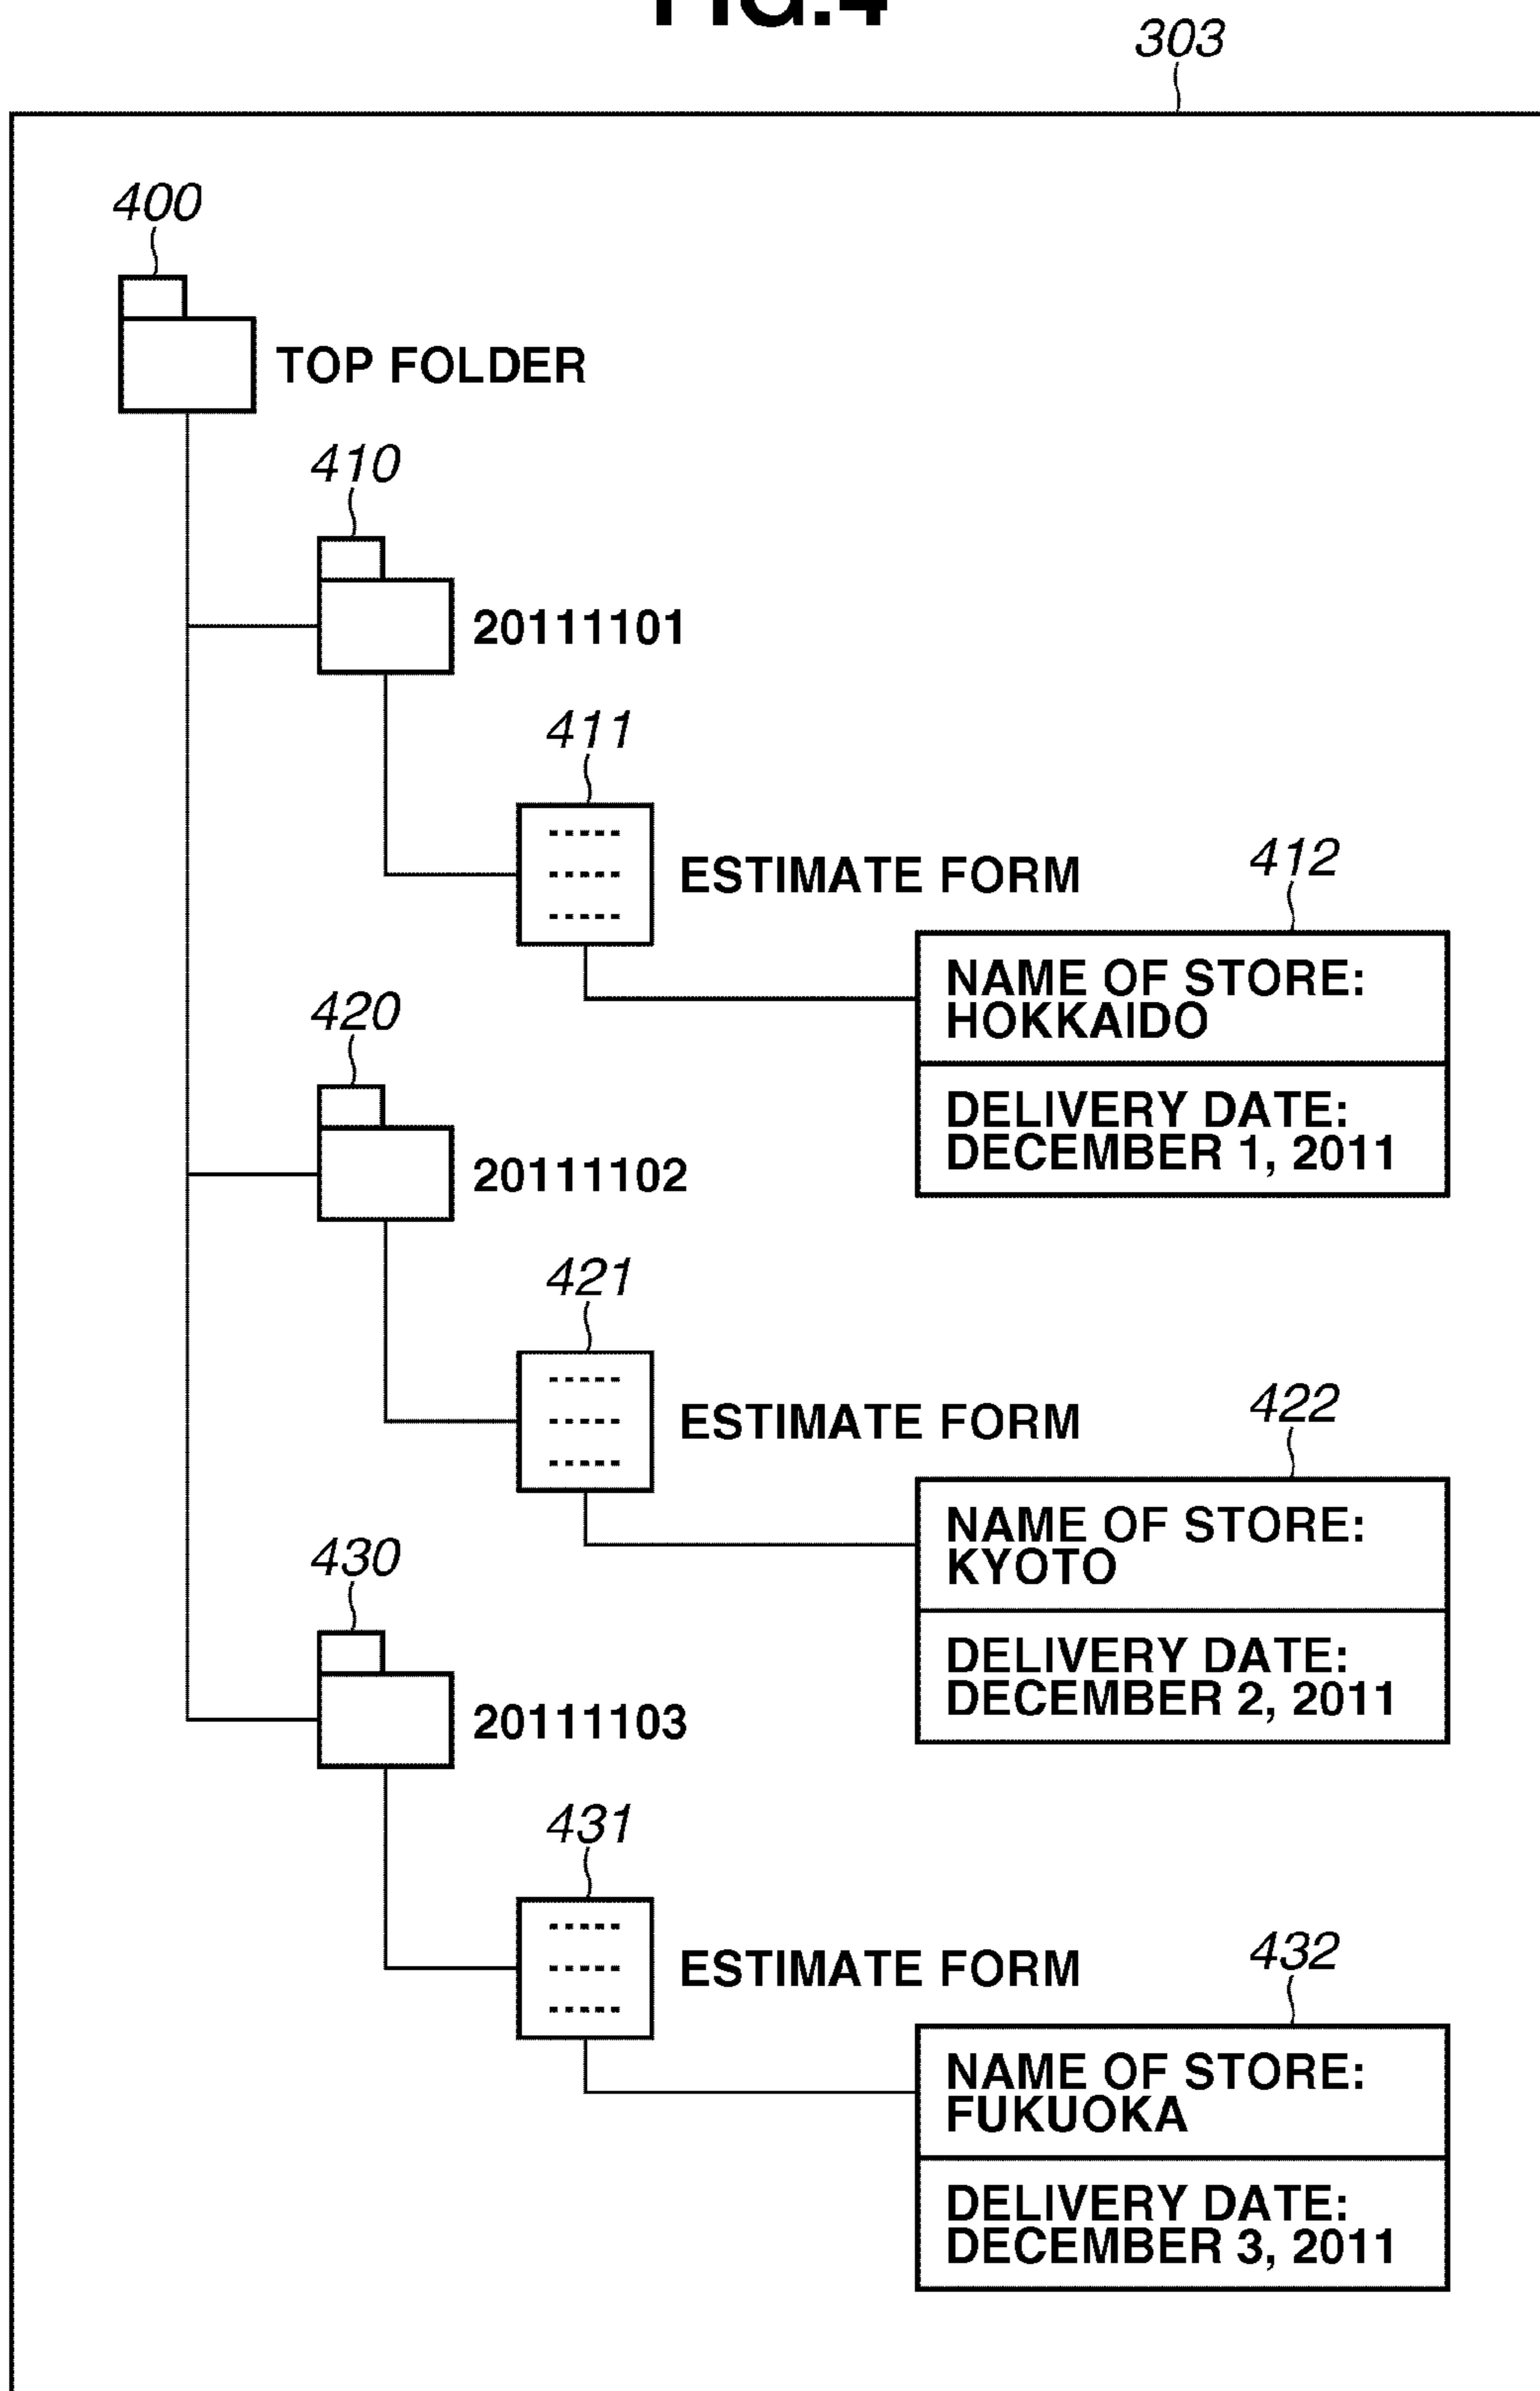 FIG.4
303
400
TOP FOLDER
410
20111101
411
ESTIMATE FORM
412
NAME OF STORE:
HOKKAIDO
DELIVERY DATE:
DECEMBER 1, 2011
420
20111102
421
ESTIMATE FORM
422
NAME OF STORE:
KYOTO
DELIVERY DATE:
DECEMBER 2, 2011
430
20111103
431
ESTIMATE FORM
432
NAME OF STORE:
FUKUOKA
DELIVERY DATE:
DECEMBER 3, 2011